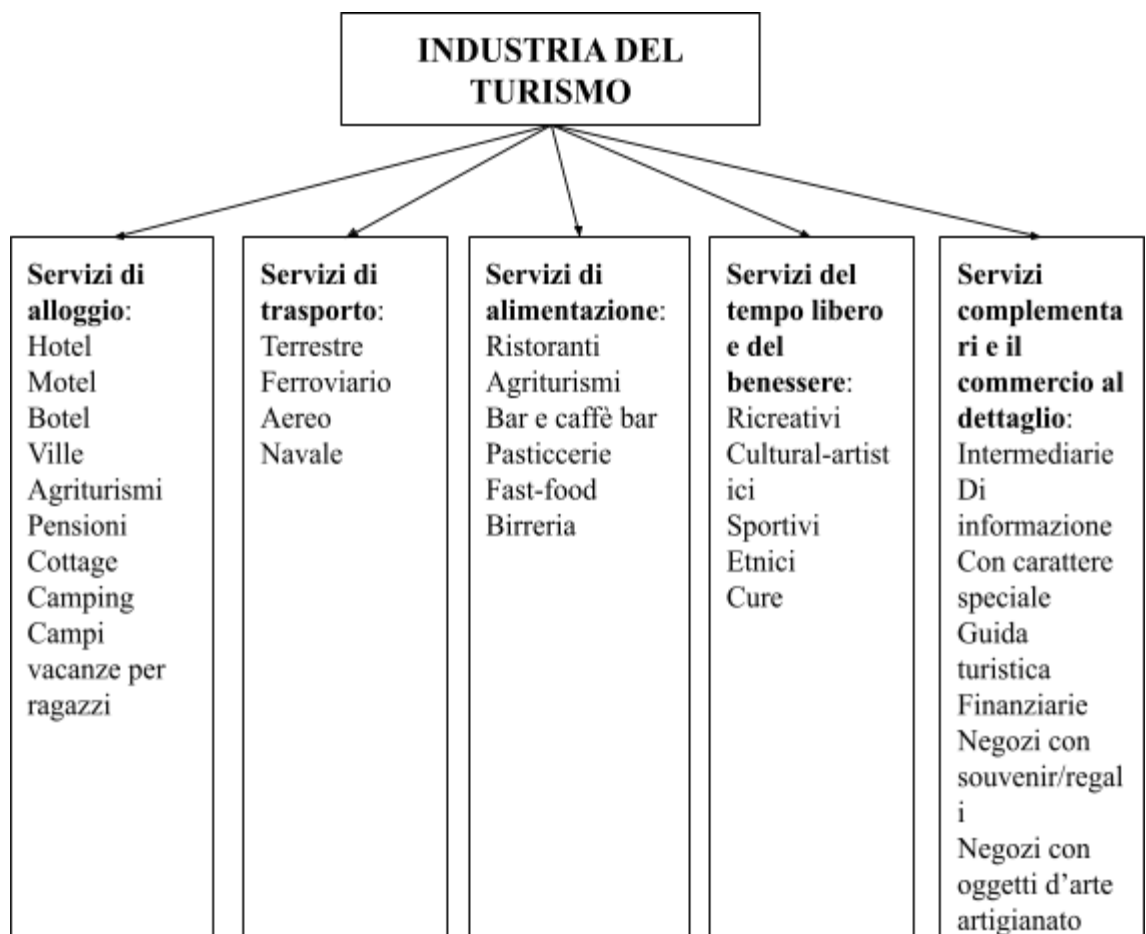 INDUSTRIA DEL
TURISMO
Servizi di
alloggio:
Hotel
Motel
Botel
Ville
Agriturismi
Pensioni
Cottage
Camping
Campi
vacanze per
ragazzi
Servizi di
trasporto:
Terrestre
Ferroviario
Aereo
Navale
Servizi di
alimentazione:
Ristoranti
Agriturismi
Bar e caffè bar
Pasticcerie
Fast-food
Birreria
Servizi del
tempo libero
e del
benessere:
Ricreativi
Cultural-artist
ici
Sportivi
Etnici
Cure
Servizi
complementa
ri e il
commercio al
dettaglio:
Intermediarie
Di
informazione
Con carattere
speciale
Guida
turistica
Finanziarie
Negozi con
souvenir/regal
i
Negozi con
oggetti d’arte
artigianato